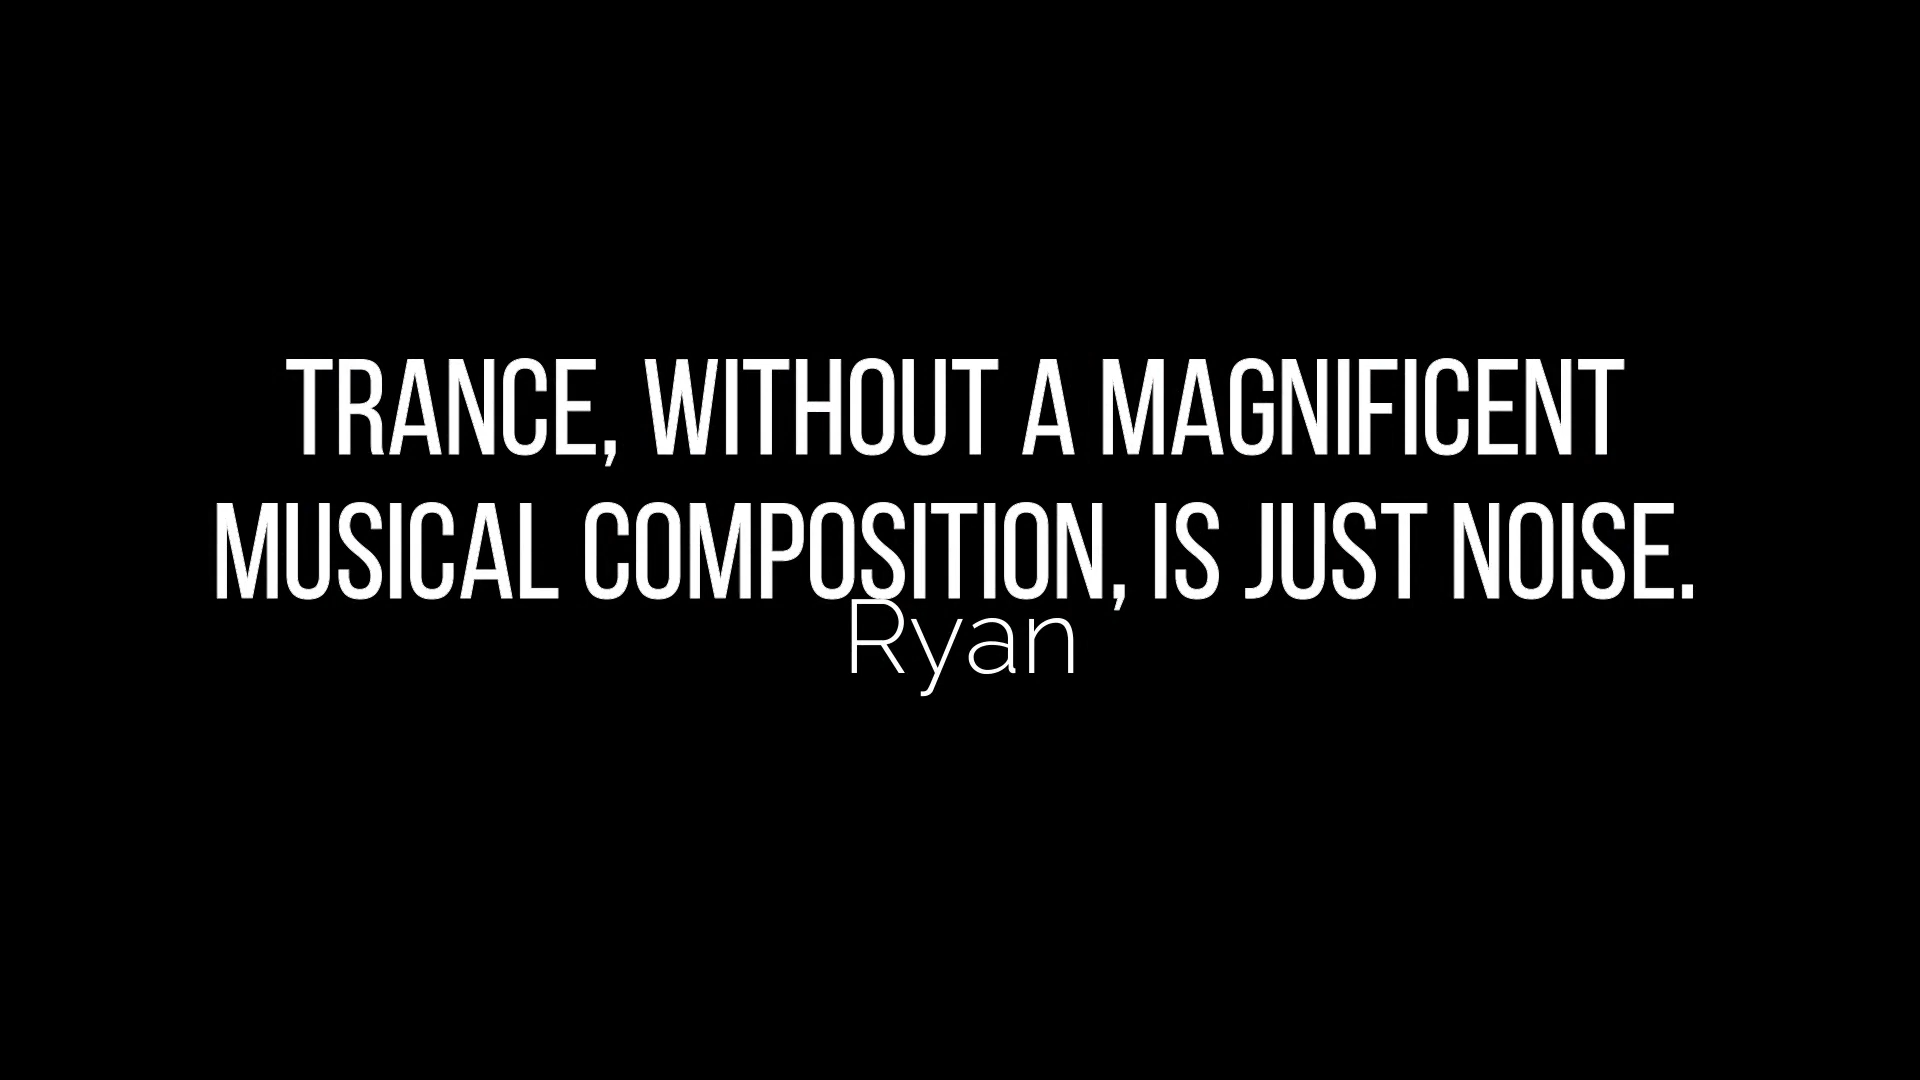 TRANCE, WITHOUT A MAGNIFICENT
MUSICAL COMPOSITION, IS JUST NOISE.
Ryan